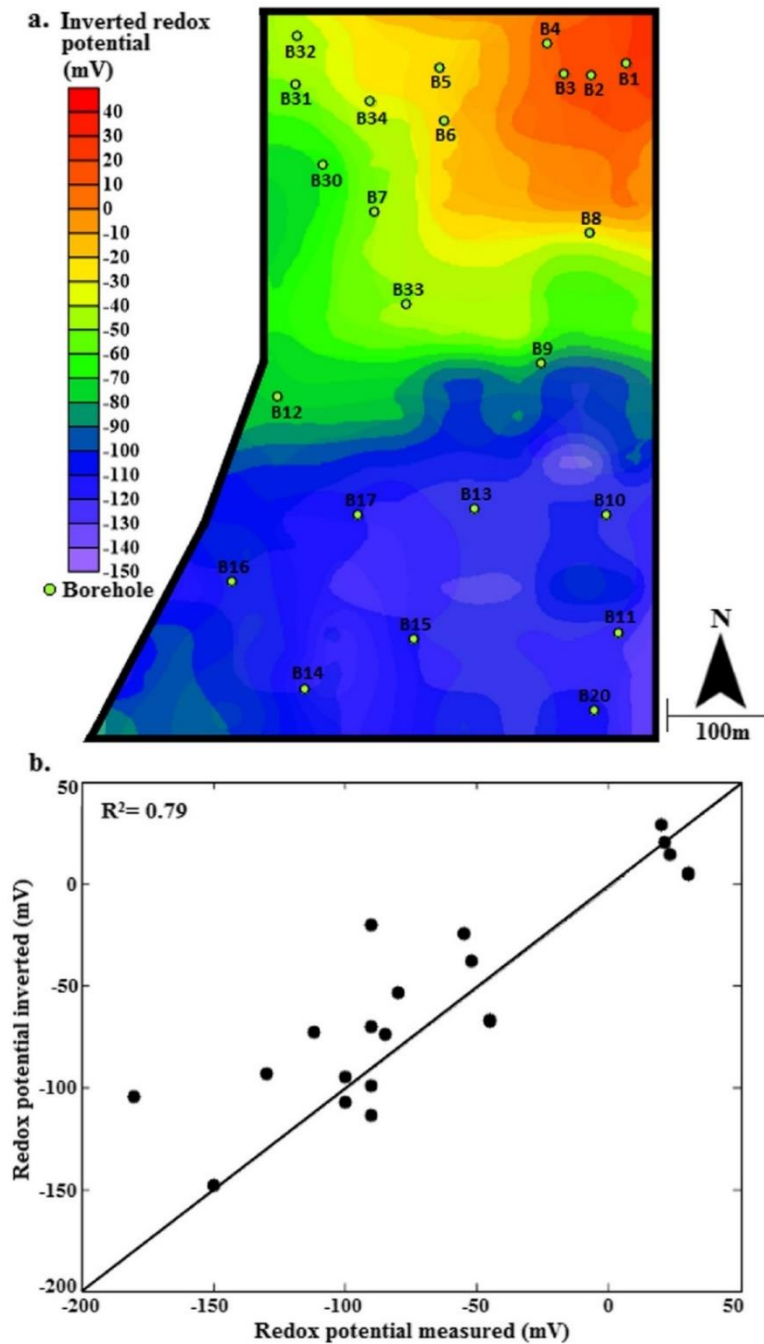 a. Inverted redox
potential
(mV)
40
30
20
10
0
-10
-20
-30
-40
-50
-60
-70
-80
-100
-110
-120
-130
-140
-150
Borehole
B32
B4
B5
B1
B3
B2
B31
B34
B6
B30
B7
B8
B33
B9
B12
B17
B13
B10
B16
B15
B11
B14
B20
N
100m
b.
R²= 0.79
50
0
-50
-100
-150
-200
Redox potential inverted (mV)
-200
-150
-100
-50
0
50
Redox potential measured (mV)